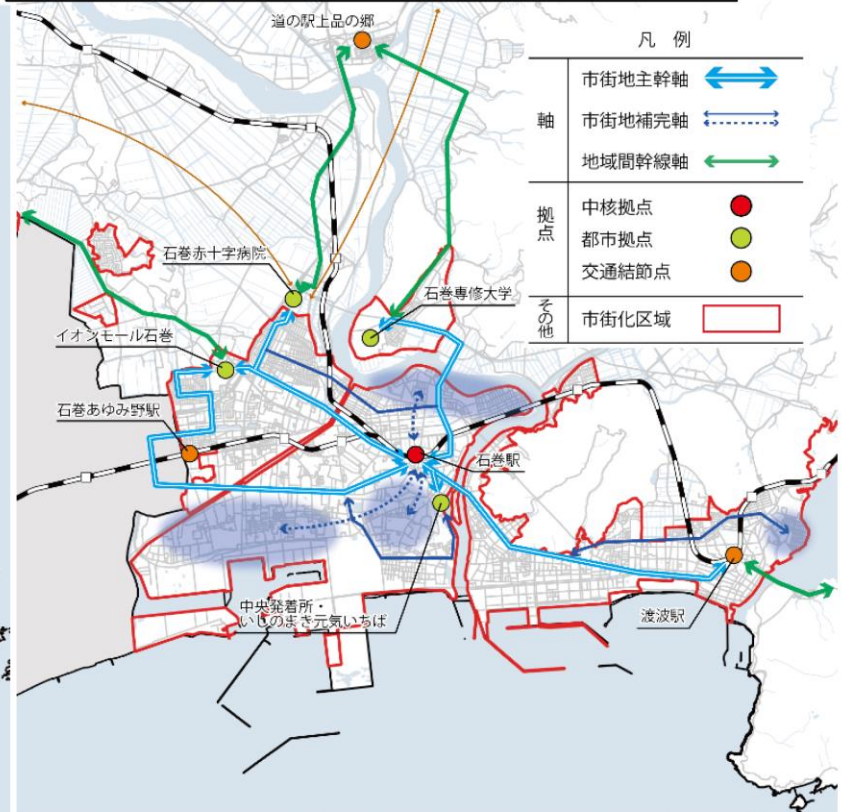 道の駅上品の郷
凡 例
軸
市街地主幹軸
市街地補完軸
地域間幹線軸
拠点
中核拠点
都市拠点
交通結節点
その他
市街化区域
石巻赤十字病院
石巻専修大学
イオンモール石巻
石巻あゆみ野駅
石巻駅
中央発着所・
いしのまき元気いちば
渡波駅